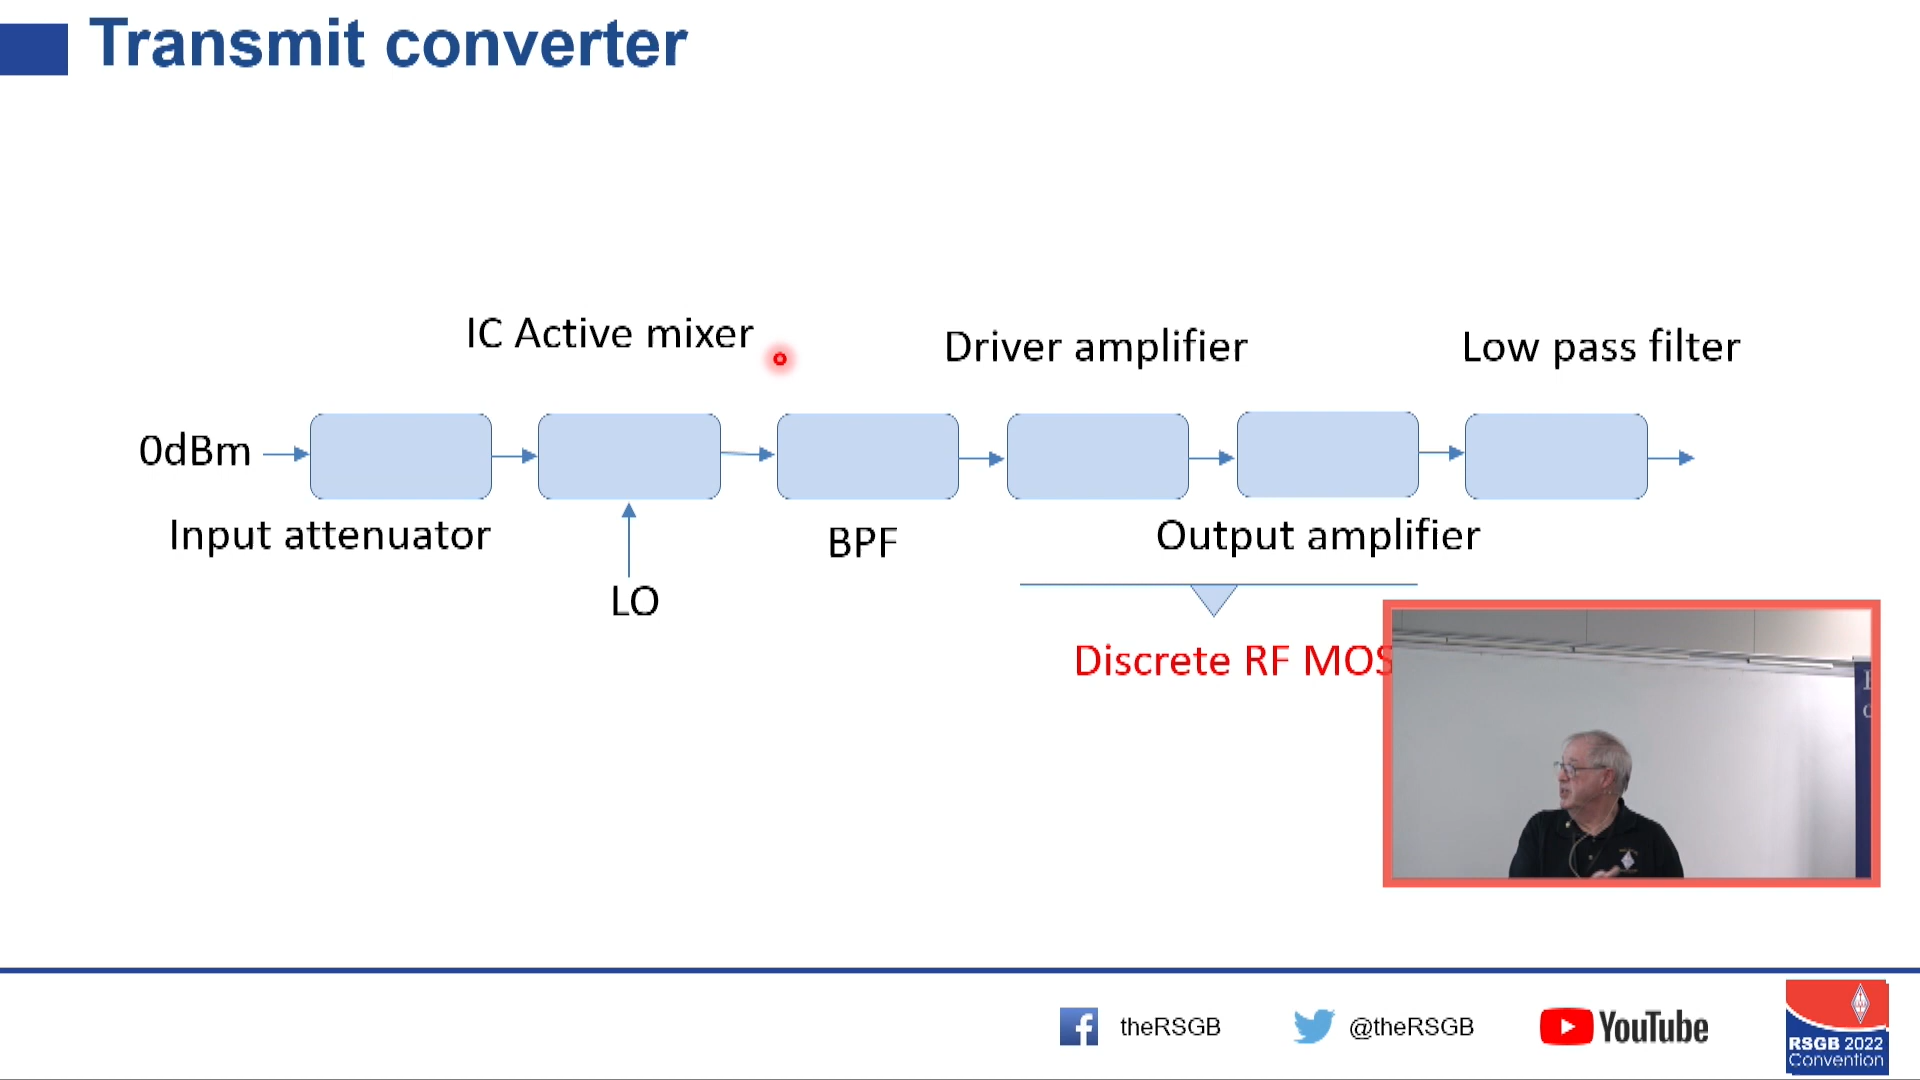 Transmit converter
IC Active mixer
Driver amplifier
Low pass filter
0dBm
Input attenuator
BPF
Output amplifier
LO
Discrete RF MOS
theRSGB
@theRSGB
YouTube
RSGB 2022
Convention